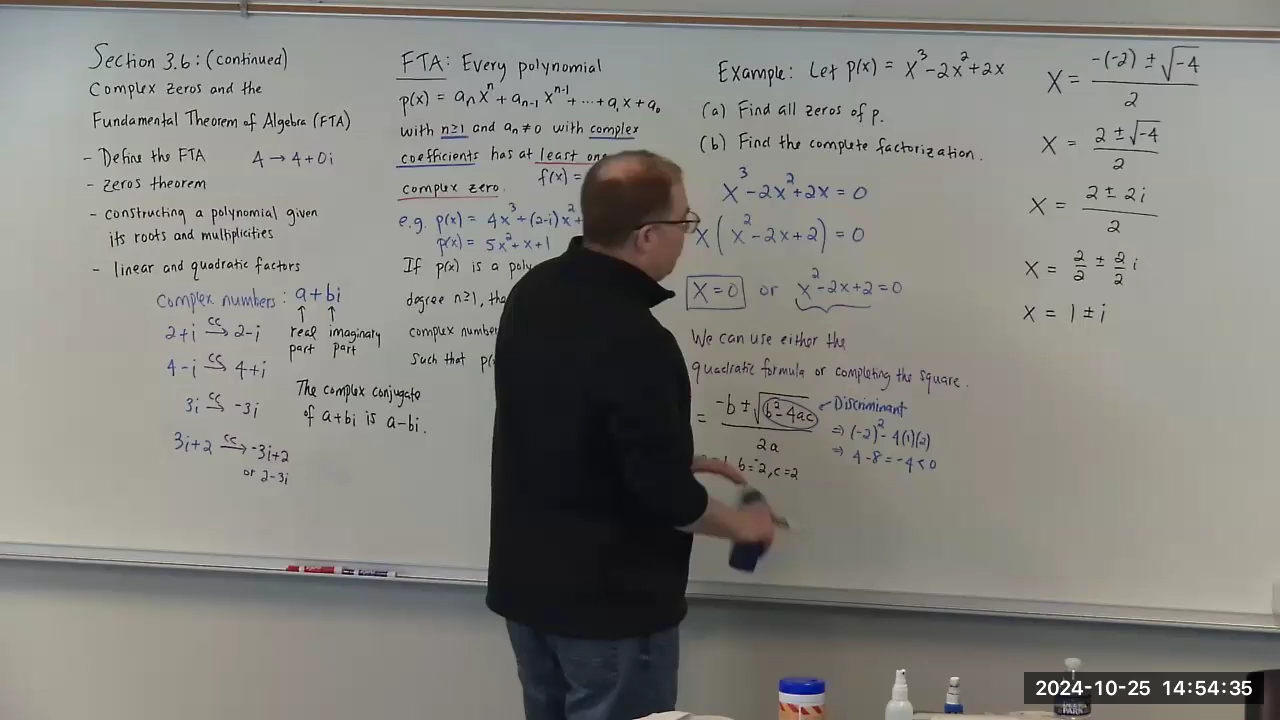 Section 3.6: (continued)
Complex zeros and the
Fundamental Theorem of Algebra (FTA)
- Define the FTA 4 → 4+0i
- zeros theorem
- constructing a polynomial given
its roots and multiplicities
- linear and quadratic factors
Complex numbers: a+bi
↑ ↑
real imaginary
part part
2+i cc→ 2-i
4-i cc→ 4+i
3i cc→ -3i
3i+2 cc→ -3i+2
or 2-3i
The complex conjugate
of a+bi is a-bi.
FTA: Every polynomial
p(x) = aₙxⁿ + aₙ₋₁xⁿ⁻¹ + ... + a₁x + a₀
with n≥1 and aₙ≠0 with complex
coefficients has at least one
complex zero. f(x) =
e.g. p(x) = 4x³+(2-i)x²+
p(x) = 5x²+x+1
If p(x) is a
degree n≥1,
complex
such that
Example: Let p(x) = x³-2x²+2x
(a) Find all zeros of p.
(b) Find the complete factorization.
x³-2x²+2x = 0
x(x²-2x+2) = 0
x=0 or x²-2x+2=0
We can use either the
quadratic formula or completing the square.
= (-b ± √(b²-4ac)) / 2a
b=-2, c=2
← Discriminant
⇒ (-2)²-4(1)(2)
⇒ 4-8=-4<0
x = (-(-2) ± √-4) / 2
x = (2 ± √-4) / 2
x = (2 ± 2i) / 2
x = 2/2 ± 2/2 i
x = 1 ± i
2024-10-25 14:54:35